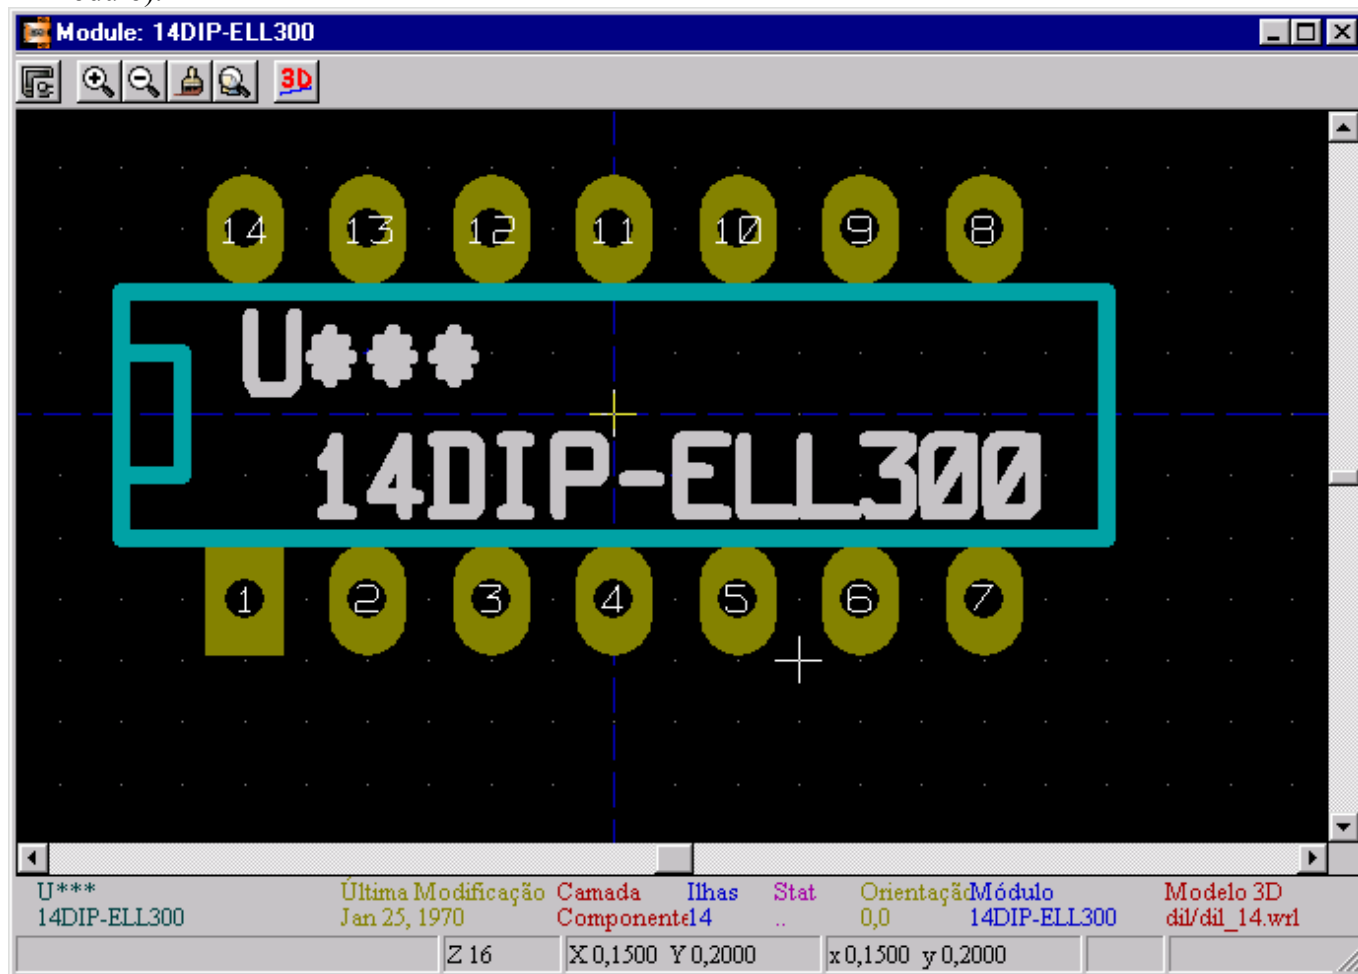 Module: 14DIP-ELL300
3D
14 13 12 11 10 9 8
U***
14DIP-ELL300
1 2 3 4 5 6 7
U*** Última Modificação Camada Ilhas Stat Orientação Módulo Modelo 3D
14DIP-ELL300 Jan 25, 1970 Componente 14 .. 0,0 14DIP-ELL300 dil/dil_14.wrl
Z 16 X 0,1500 Y 0,2000 x 0,1500 y 0,2000